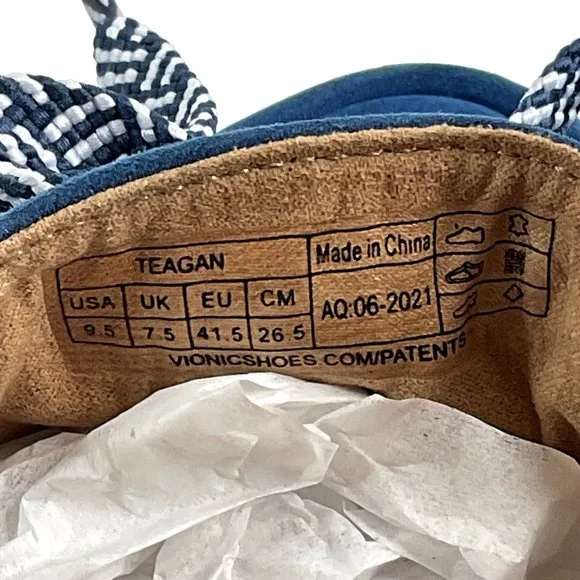 TEAGAN Made in China
USA UK EU CM
9.5 7.5 41.5 26.5 AQ:06-2021
VIONICSHOES.COM/PATENTS